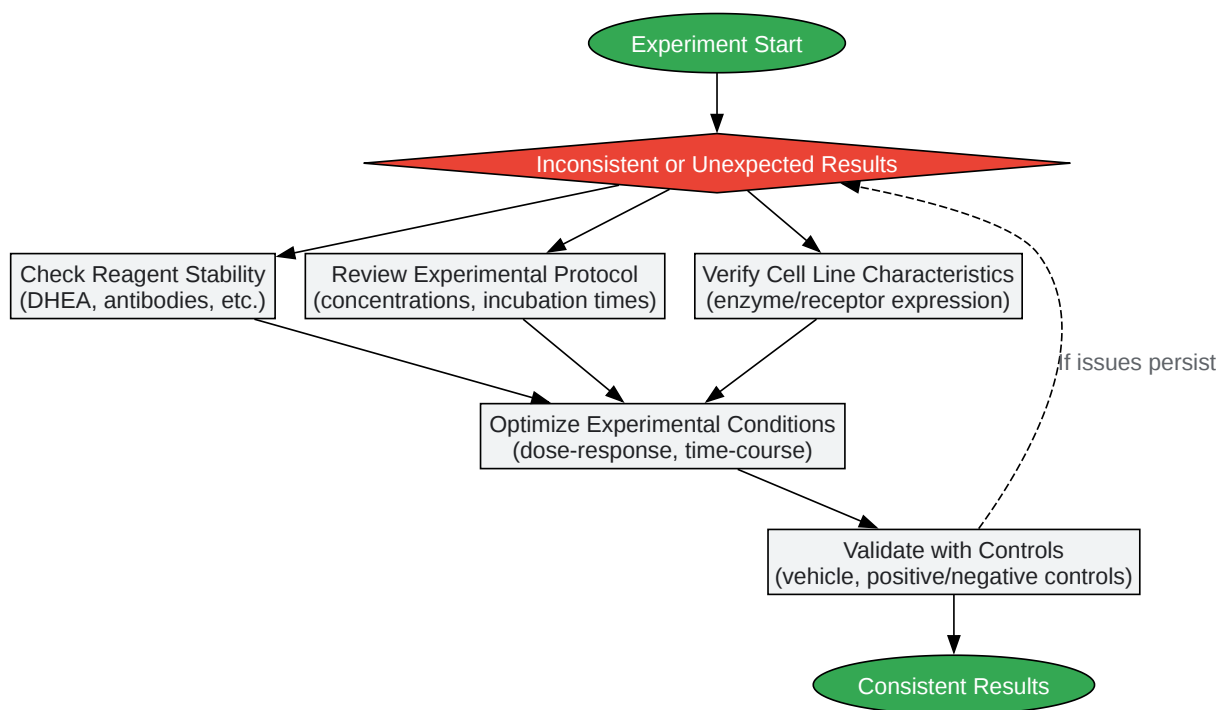 Experiment Start
Inconsistent or Unexpected Results
Check Reagent Stability
(DHEA, antibodies, etc.)
Review Experimental Protocol
(concentrations, incubation times)
Verify Cell Line Characteristics
(enzyme/receptor expression)
If issues persist
Optimize Experimental Conditions
(dose-response, time-course)
Validate with Controls
(vehicle, positive/negative controls)
Consistent Results